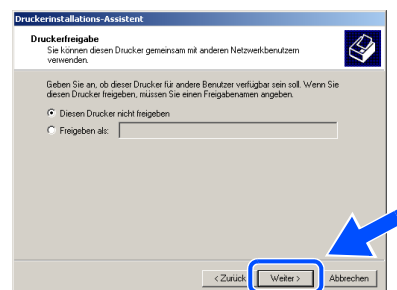 Druckerinstallations-Assistent
Druckerfreigabe
Sie können diesen Drucker gemeinsam mit anderen Netzwerkbenutzern
verwenden.
Geben Sie an, ob dieser Drucker für andere Benutzer verfügbar sein soll. Wenn Sie
diesen Drucker freigeben, müssen Sie einen Freigabenamen angeben.
Diesen Drucker nicht freigeben
Freigeben als:
< Zurück Weiter > Abbrechen